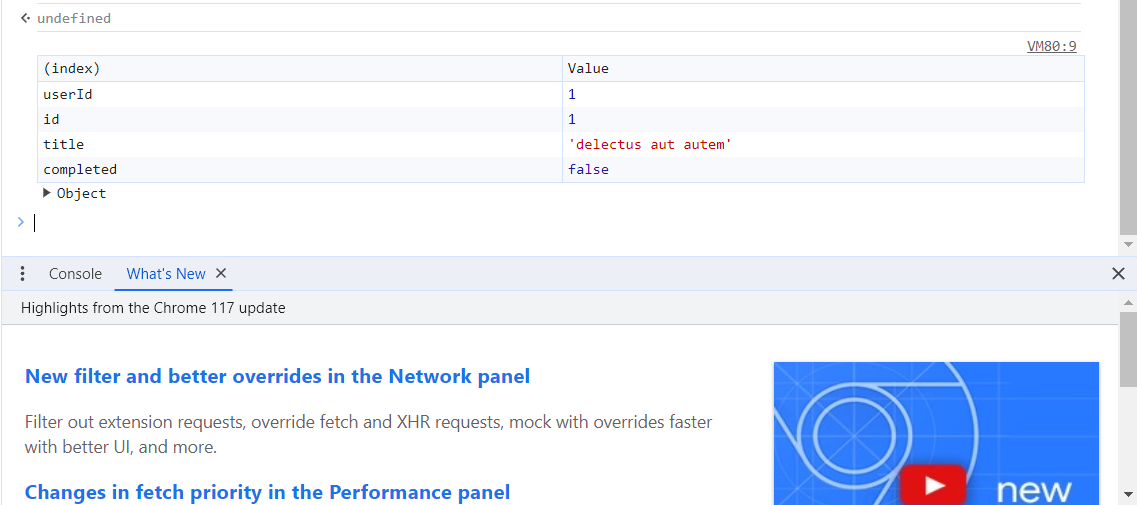 undefined
VM80:9
(index) Value
userId 1
id 1
title 'delectus aut autem'
completed false
Object
Console What's New
Highlights from the Chrome 117 update
New filter and better overrides in the Network panel
Filter out extension requests, override fetch and XHR requests, mock with overrides faster
with better UI, and more.
Changes in fetch priority in the Performance panel
new